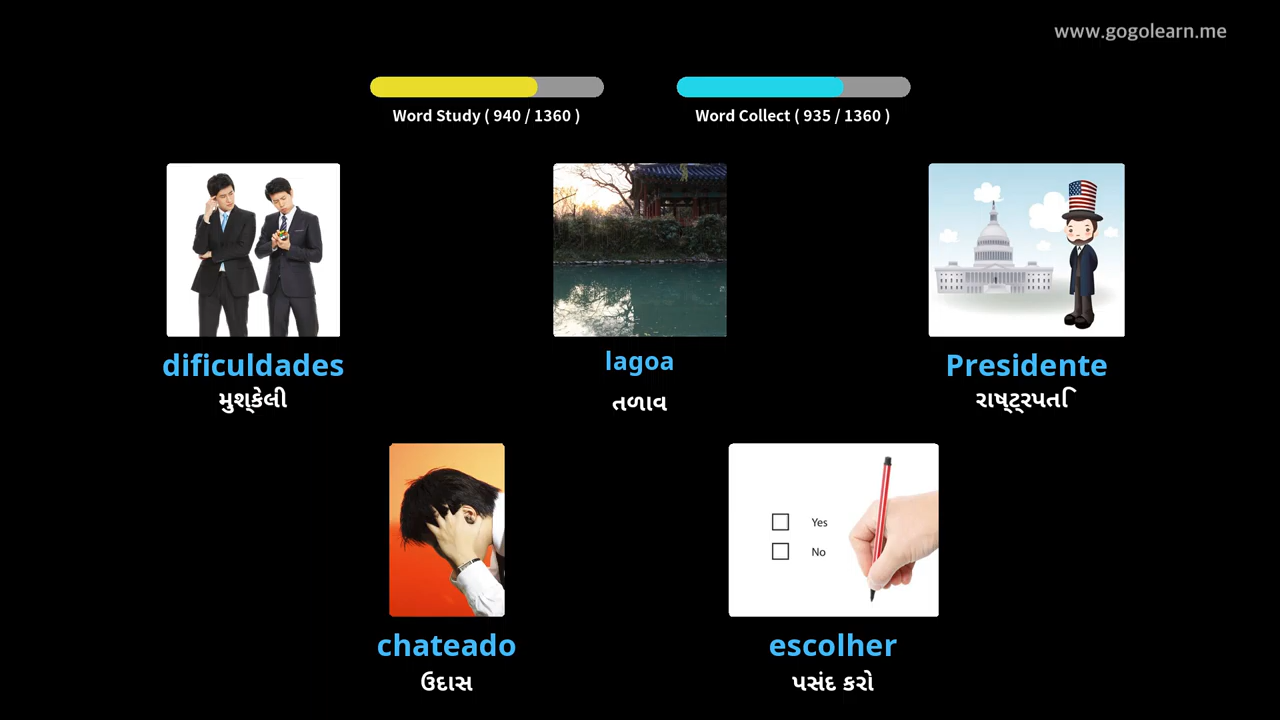 www.gogolearn.me
Word Study ( 940 / 1360 )
Word Collect ( 935 / 1360 )
dificuldades
મુશ્કેલી
lagoa
તળાવ
Presidente
રાષ્ટ્રપતિ
Yes
No
chateado
ઉદાસ
escolher
પસંદ કરો